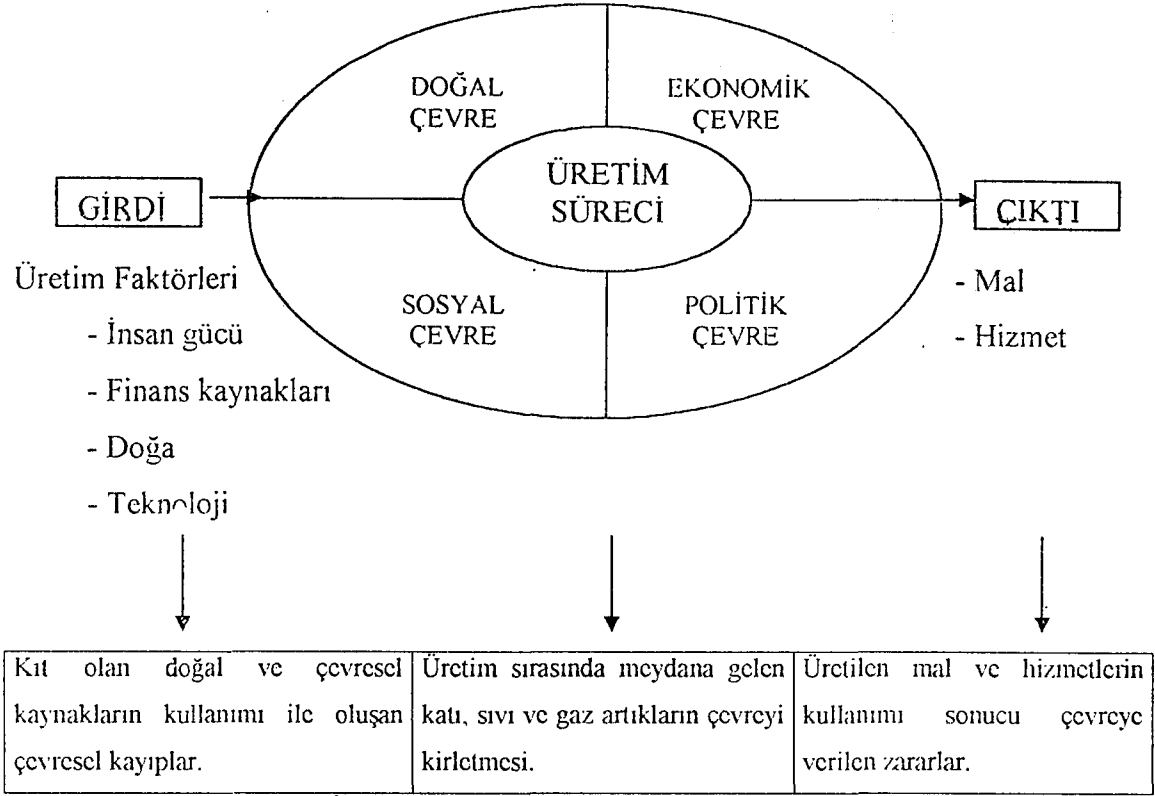 DOĞAL
ÇEVRE
EKONOMİK
ÇEVRE
ÜRETİM
SÜRECİ
GİRDİ
ÇIKTI
SOSYAL
ÇEVRE
POLİTİK
ÇEVRE
Üretim Faktörleri
- İnsan gücü
- Finans kaynakları
- Doğa
- Teknoloji
- Mal
- Hizmet
Kıt olan doğal ve çevresel
kaynakların kullanımı ile oluşan
çevresel kayıplar.
Üretim sırasında meydana gelen
katı, sıvı ve gaz artıkların çevreyi
kirletmesi.
Üretilen mal ve hizmetlerin
kullanımı sonucu çevreye
verilen zararlar.